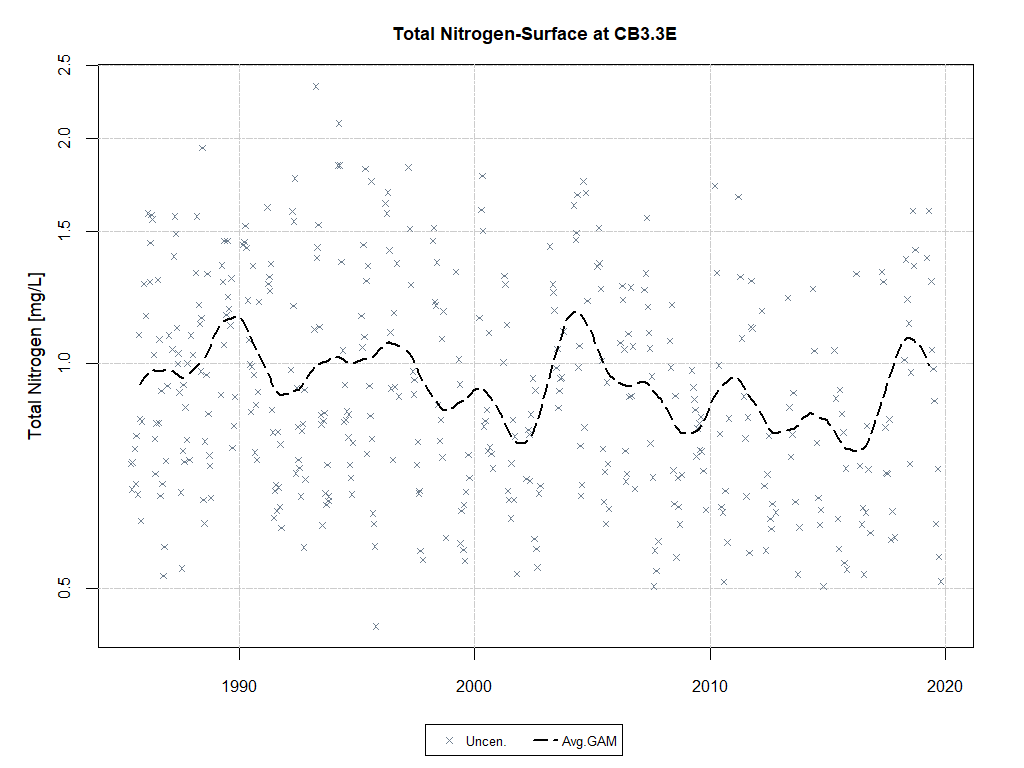 Total Nitrogen-Surface at CB3.3E
Total Nitrogen [mg/L]
2.5
2.0
1.5
1.0
0.5
1990 2000 2010 2020
Uncen. Avg.GAM